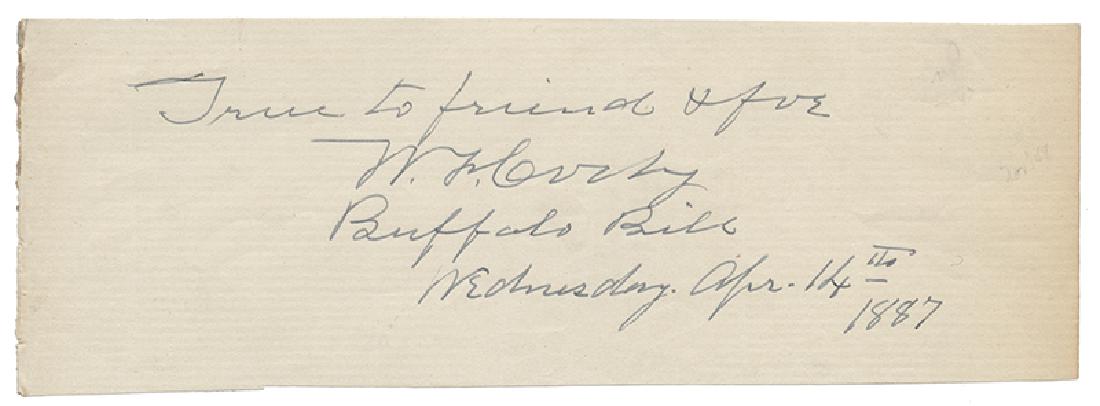 True to friend & foe
W. F. Cody
Buffalo Bill
Wednesday. Apr. 14th
1887